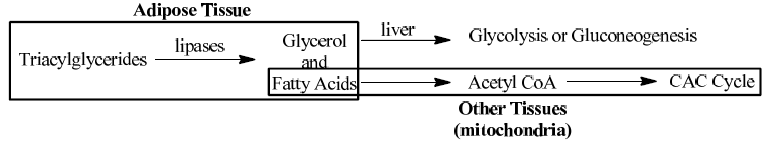 Adipose Tissue
Triacylglycerides
lipases
Glycerol
and
Fatty Acids
liver
Glycolysis or Gluconeogenesis
Acetyl CoA
CAC Cycle
Other Tissues
(mitochondria)